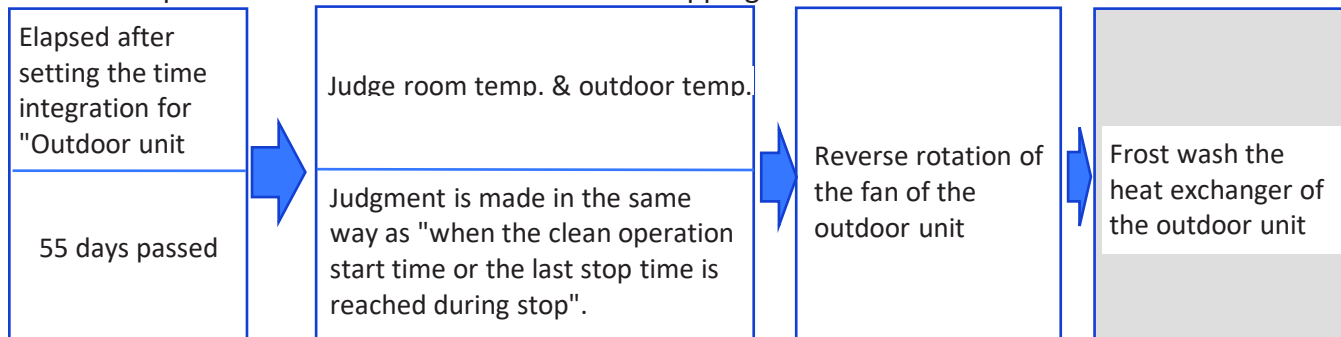 Elapsed after
setting the time
integration for
"Outdoor unit
55 days passed
Judge room temp. & outdoor temp.
Judgment is made in the same
way as "when the clean operation
start time or the last stop time is
reached during stop".
Reverse rotation of
the fan of the
outdoor unit
Frost wash the
heat exchanger of
the outdoor unit